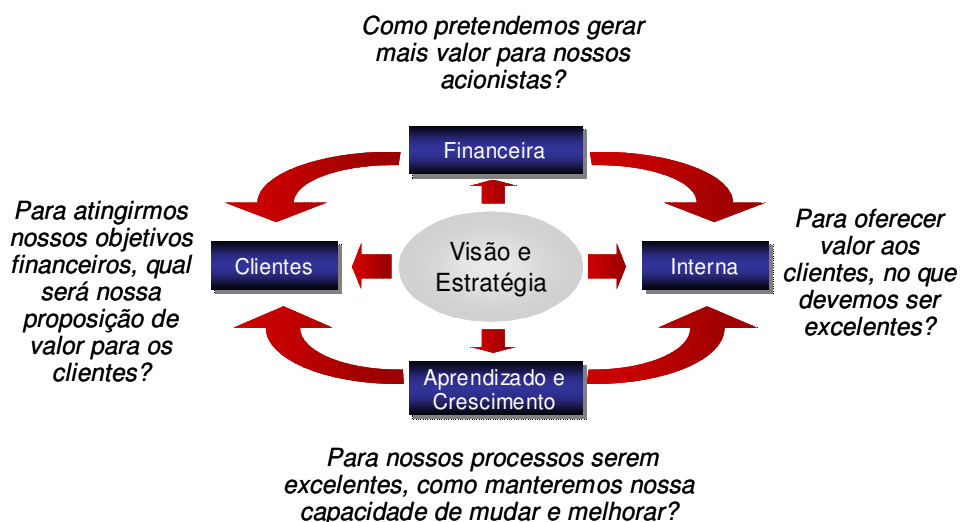 Como pretendemos gerar
mais valor para nossos
acionistas?
Financeira
Para atingirmos
nossos objetivos
financeiros, qual
será nossa
proposição de
valor para os
clientes?
Clientes
Visão e
Estratégia
Interna
Para oferecer
valor aos
clientes, no que
devemos ser
excelentes?
Aprendizado e
Crescimento
Para nossos processos serem
excelentes, como manteremos nossa
capacidade de mudar e melhorar?